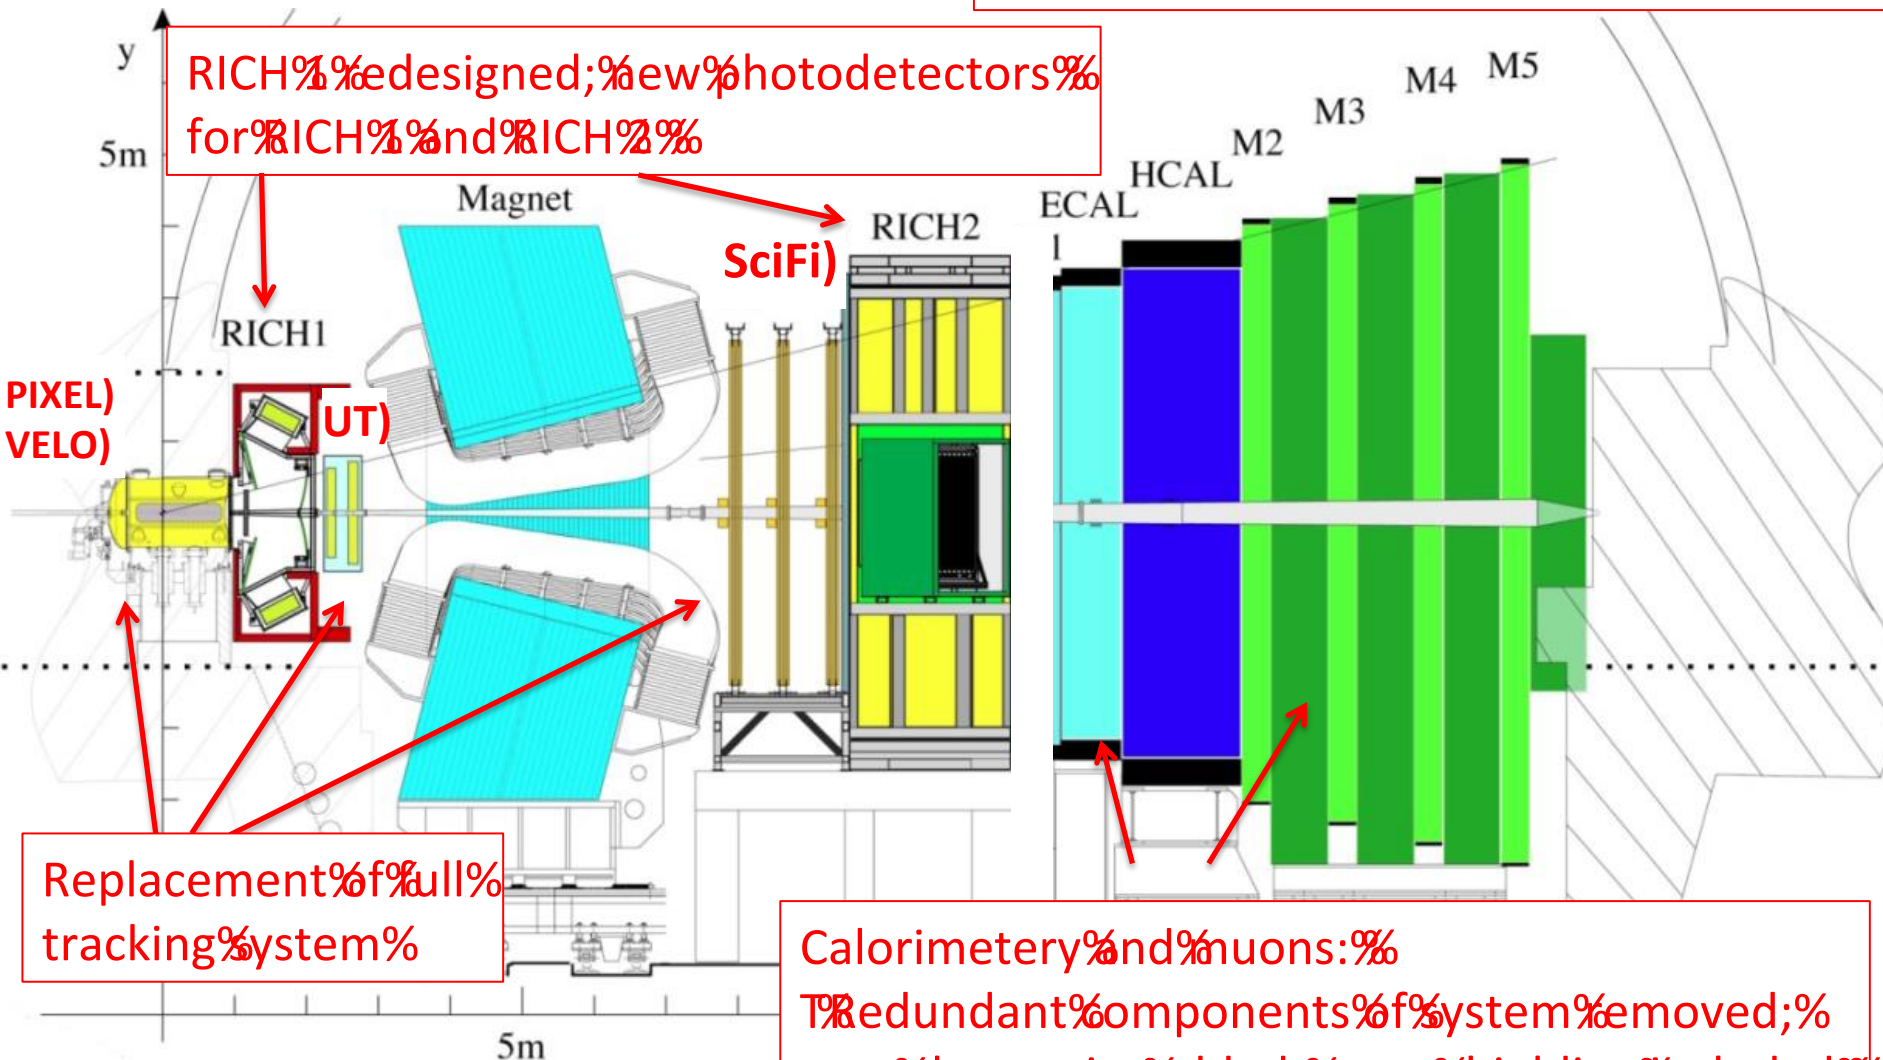 y
RICH%1%redesigned;%new%photodetectors%%
for%RICH%1%and%RICH%2%%
5m
M5
M4
M3
M2
HCAL
ECAL
1
Magnet
RICH2
SciFi)
RICH1
PIXEL)
VELO)
UT)
Replacement%of%full%
tracking%system%
Calorimetery%and%muons:%%
Redundant%components%of%system%removed;%
5m